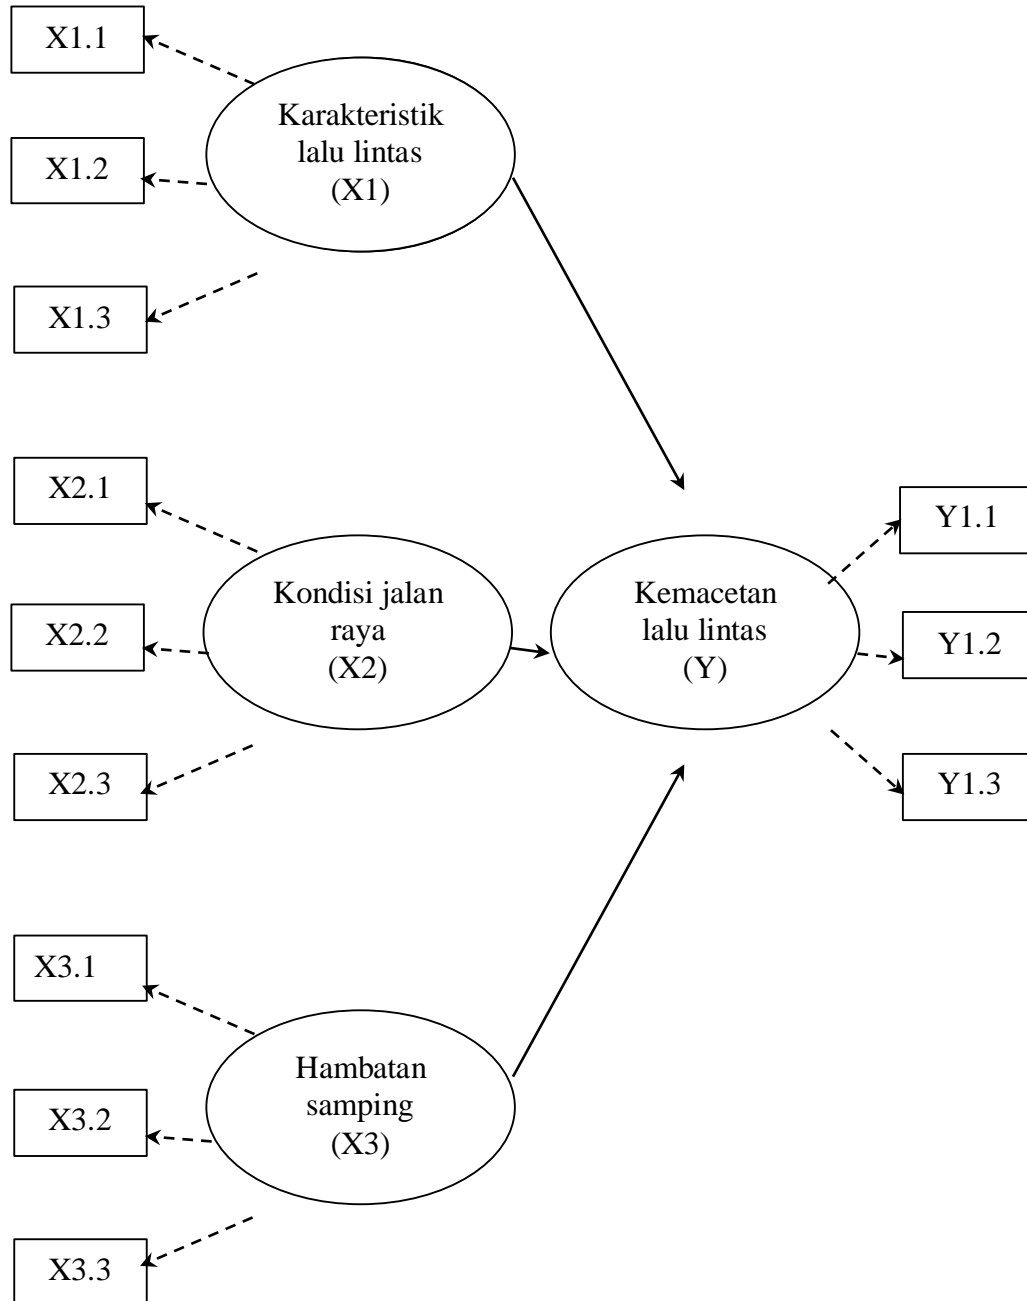 X1.1
Karakteristik
lalu lintas
(X1)
X1.2
X1.3
X2.1
Kondisi jalan
raya
(X2)
X2.2
X2.3
Kemacetan
lalu lintas
(Y)
Y1.1
Y1.2
Y1.3
X3.1
Hambatan
samping
(X3)
X3.2
X3.3